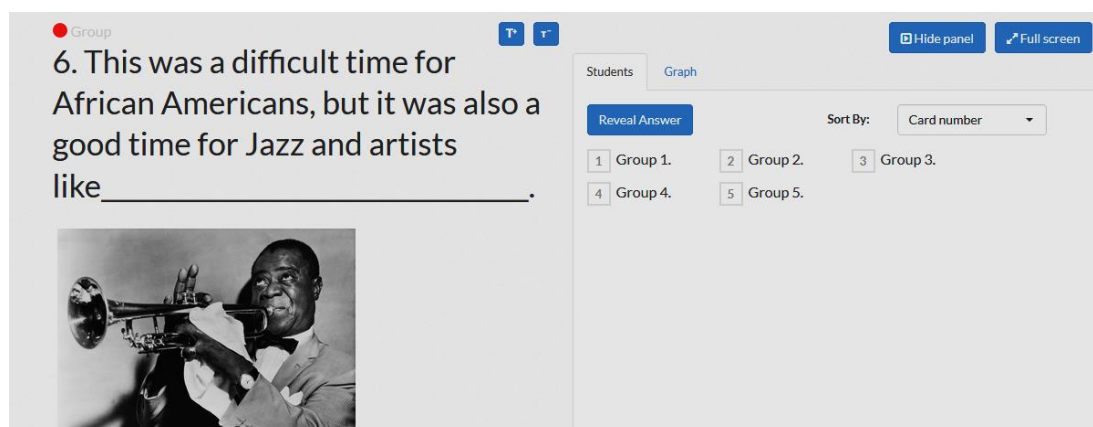 Group
T+ T-
6. This was a difficult time for
African Americans, but it was also a
good time for Jazz and artists
like____________________________.
Hide panel Full screen
Students Graph
Reveal Answer Sort By: Card number
1 Group 1. 2 Group 2. 3 Group 3.
4 Group 4. 5 Group 5.